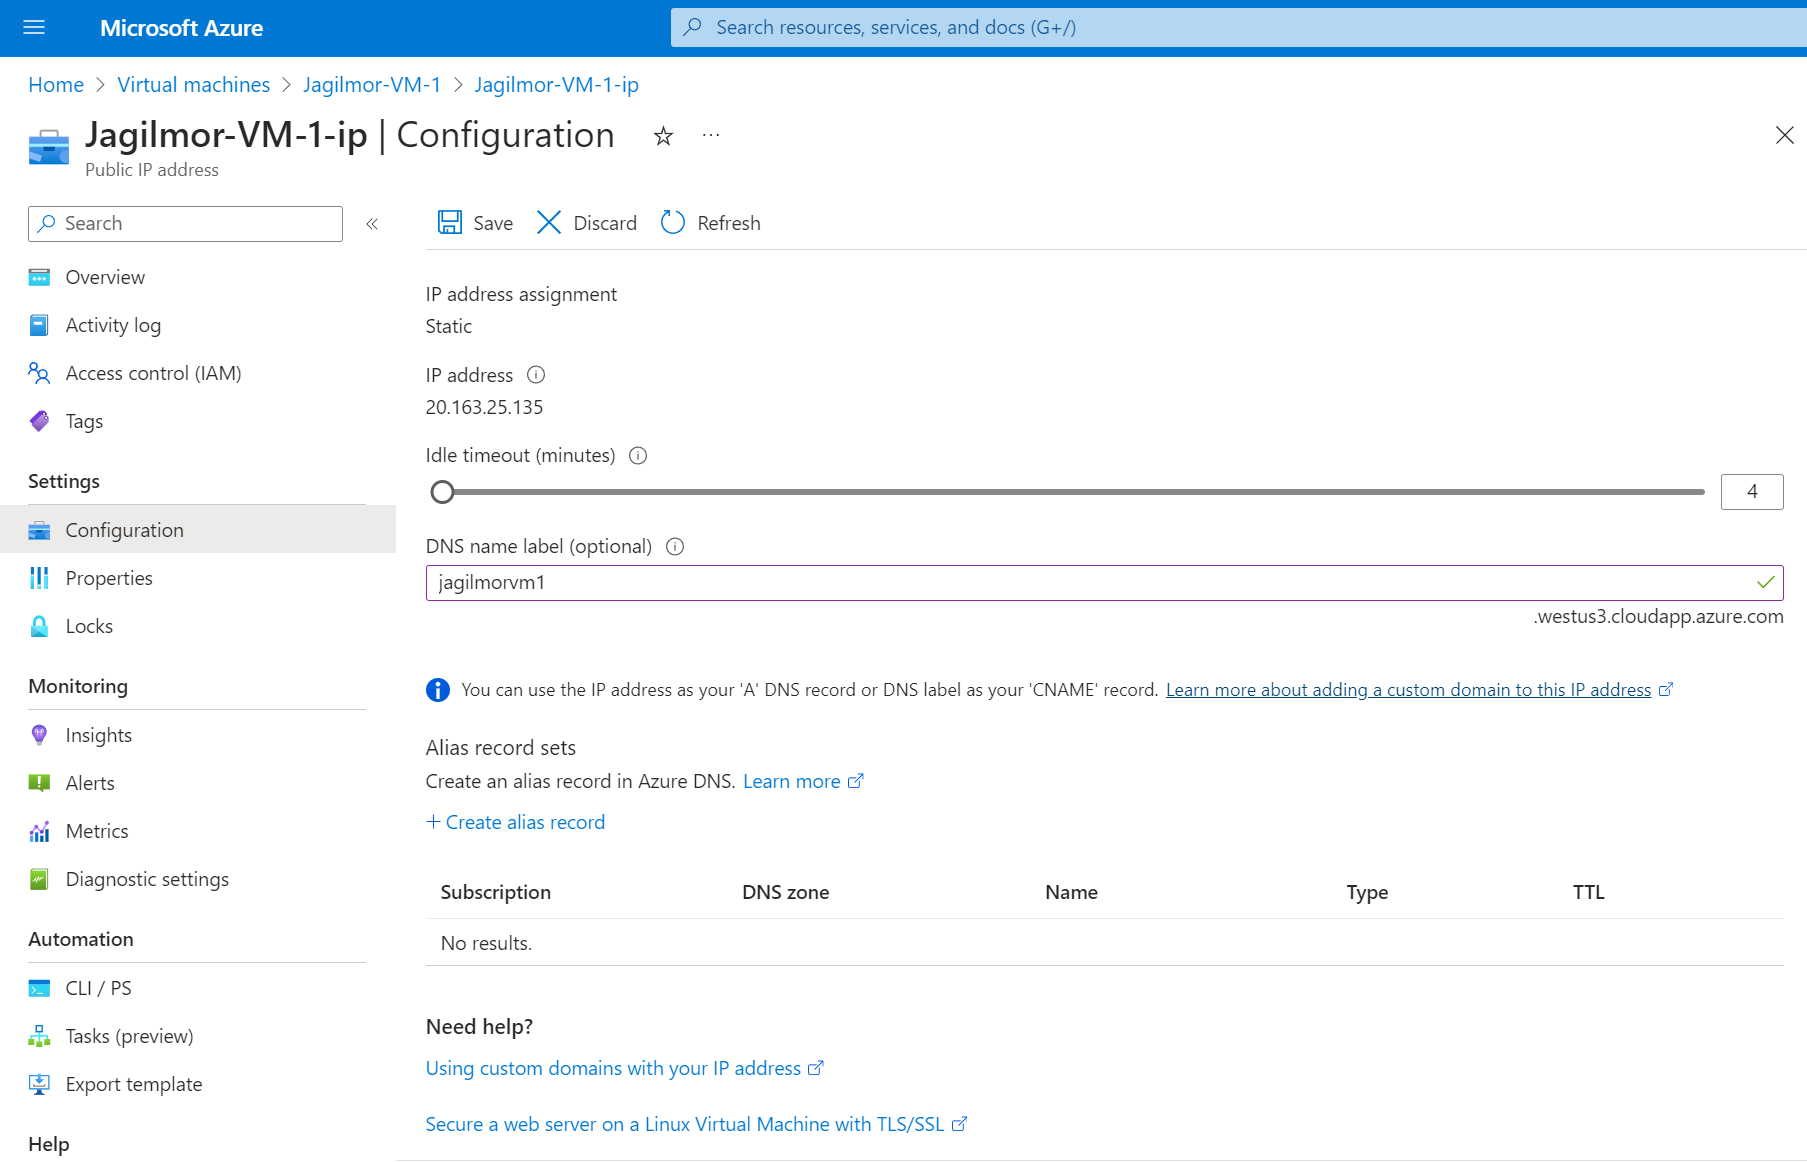 Microsoft Azure
Search resources, services, and docs (G+/)
Home > Virtual machines > Jagilmor-VM-1 > Jagilmor-VM-1-ip
Jagilmor-VM-1-ip | Configuration
Public IP address
Search
Overview
Activity log
Access control (IAM)
Tags
Settings
Configuration
Properties
Locks
Monitoring
Insights
Alerts
Metrics
Diagnostic settings
Automation
CLI / PS
Tasks (preview)
Export template
Help
Save Discard Refresh
IP address assignment
Static
IP address
20.163.25.135
Idle timeout (minutes)
4
DNS name label (optional)
jagilmorvm1
.westus3.cloudapp.azure.com
You can use the IP address as your 'A' DNS record or DNS label as your 'CNAME' record. Learn more about adding a custom domain to this IP address
Alias record sets
Create an alias record in Azure DNS. Learn more
+ Create alias record
Subscription DNS zone Name Type TTL
No results.
Need help?
Using custom domains with your IP address
Secure a web server on a Linux Virtual Machine with TLS/SSL